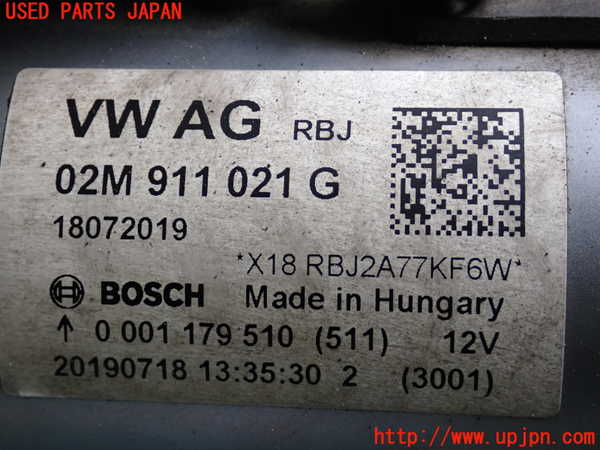 USED PARTS JAPAN
VW AG RBJ
02M 911 021 G
18072019
*X18 RBJ2A77KF6W*
BOSCH Made in Hungary
↑ 0 001 179 510 (511) 12V
20190718 13:35:30 2 (3001)
http://www.upjpn.com/